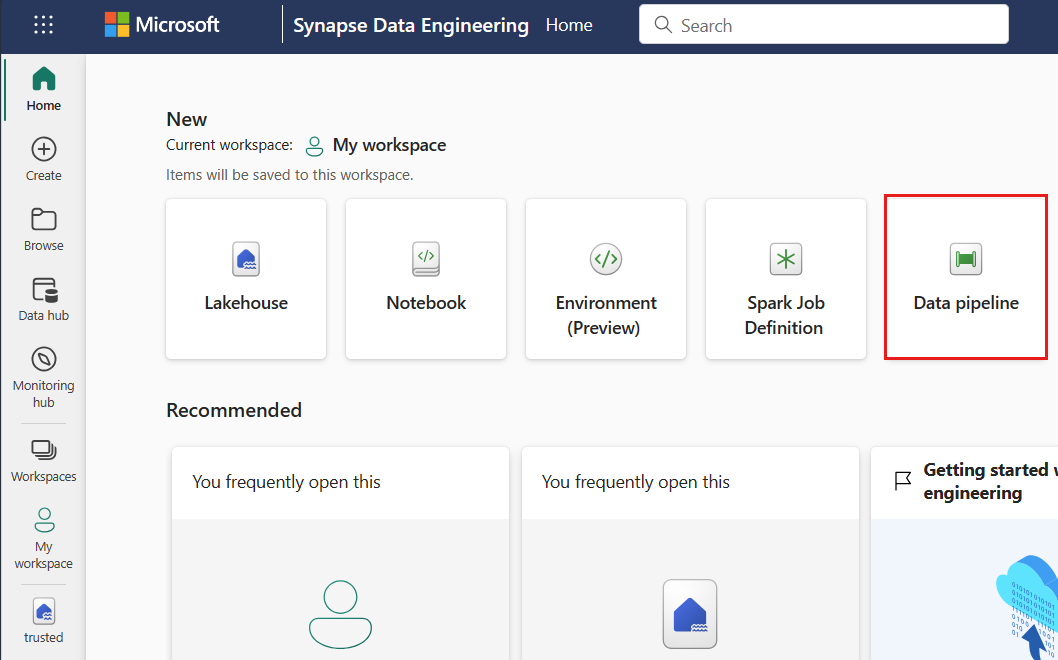 Microsoft
Synapse Data Engineering Home
Search
Home
Create
Browse
Data hub
Monitoring
hub
Workspaces
My
workspace
trusted
New
Current workspace: My workspace
Items will be saved to this workspace.
Lakehouse
Notebook
Environment
(Preview)
Spark Job
Definition
Data pipeline
Recommended
You frequently open this
You frequently open this
Getting started
engineering